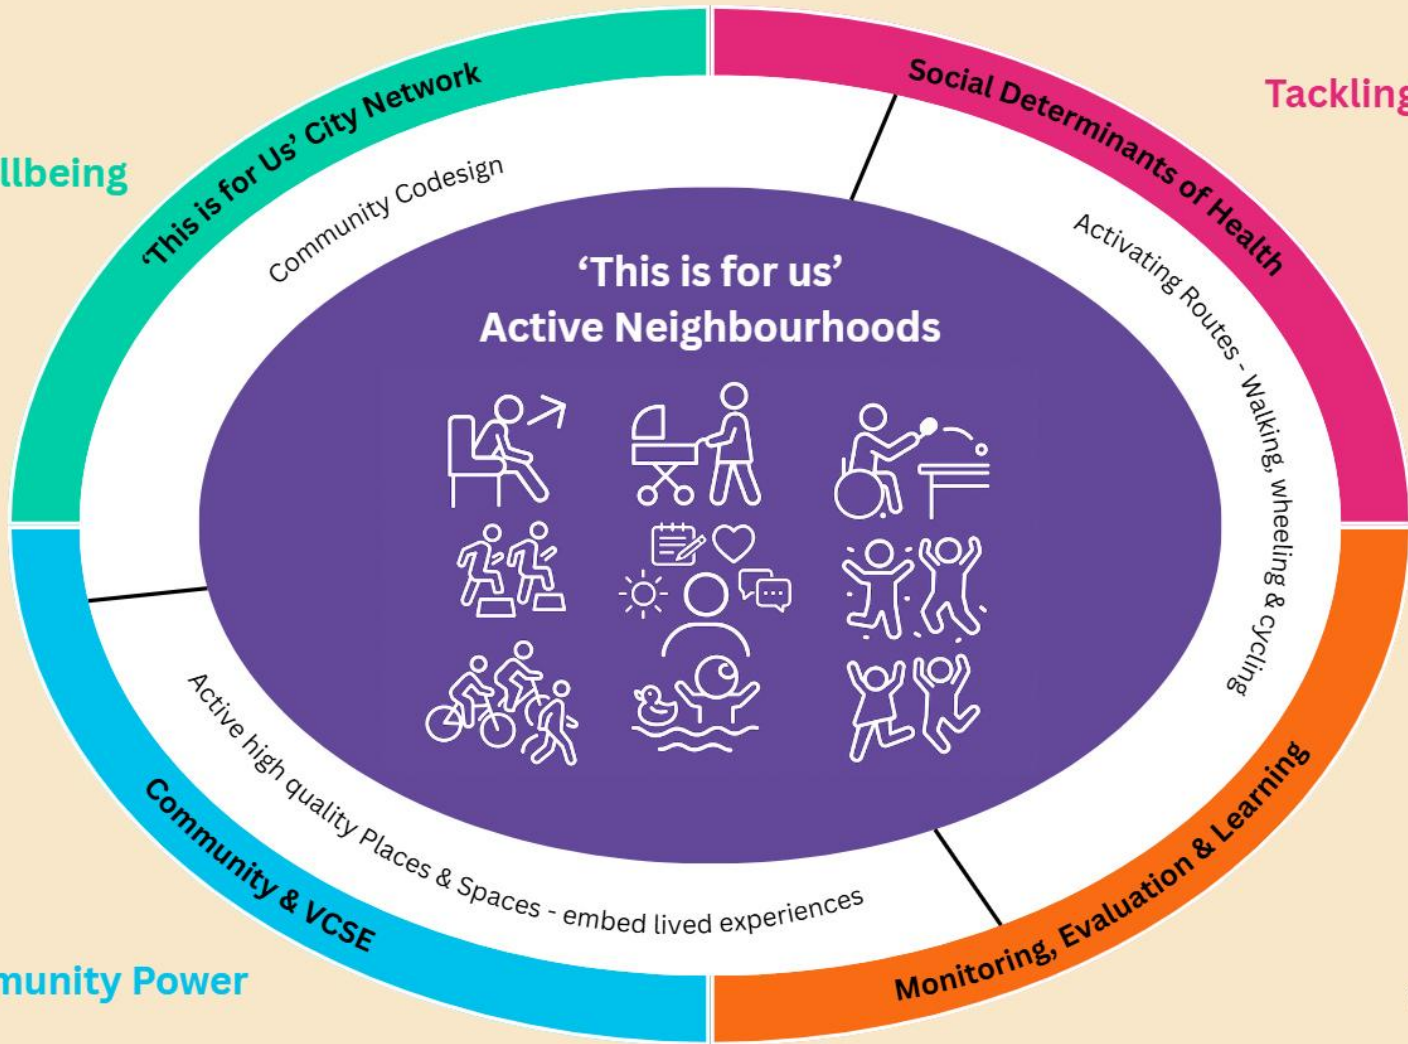 Tackling
llbeing
‘This is for Us’ City Network
Social Determinants of Health
Community Codesign
Activating Routes - Walking, wheeling & cycling
‘This is for us’
Active Neighbourhoods
Active high quality Places & Spaces - embed lived experiences
Community & VCSE
Monitoring, Evaluation & Learning
munity Power